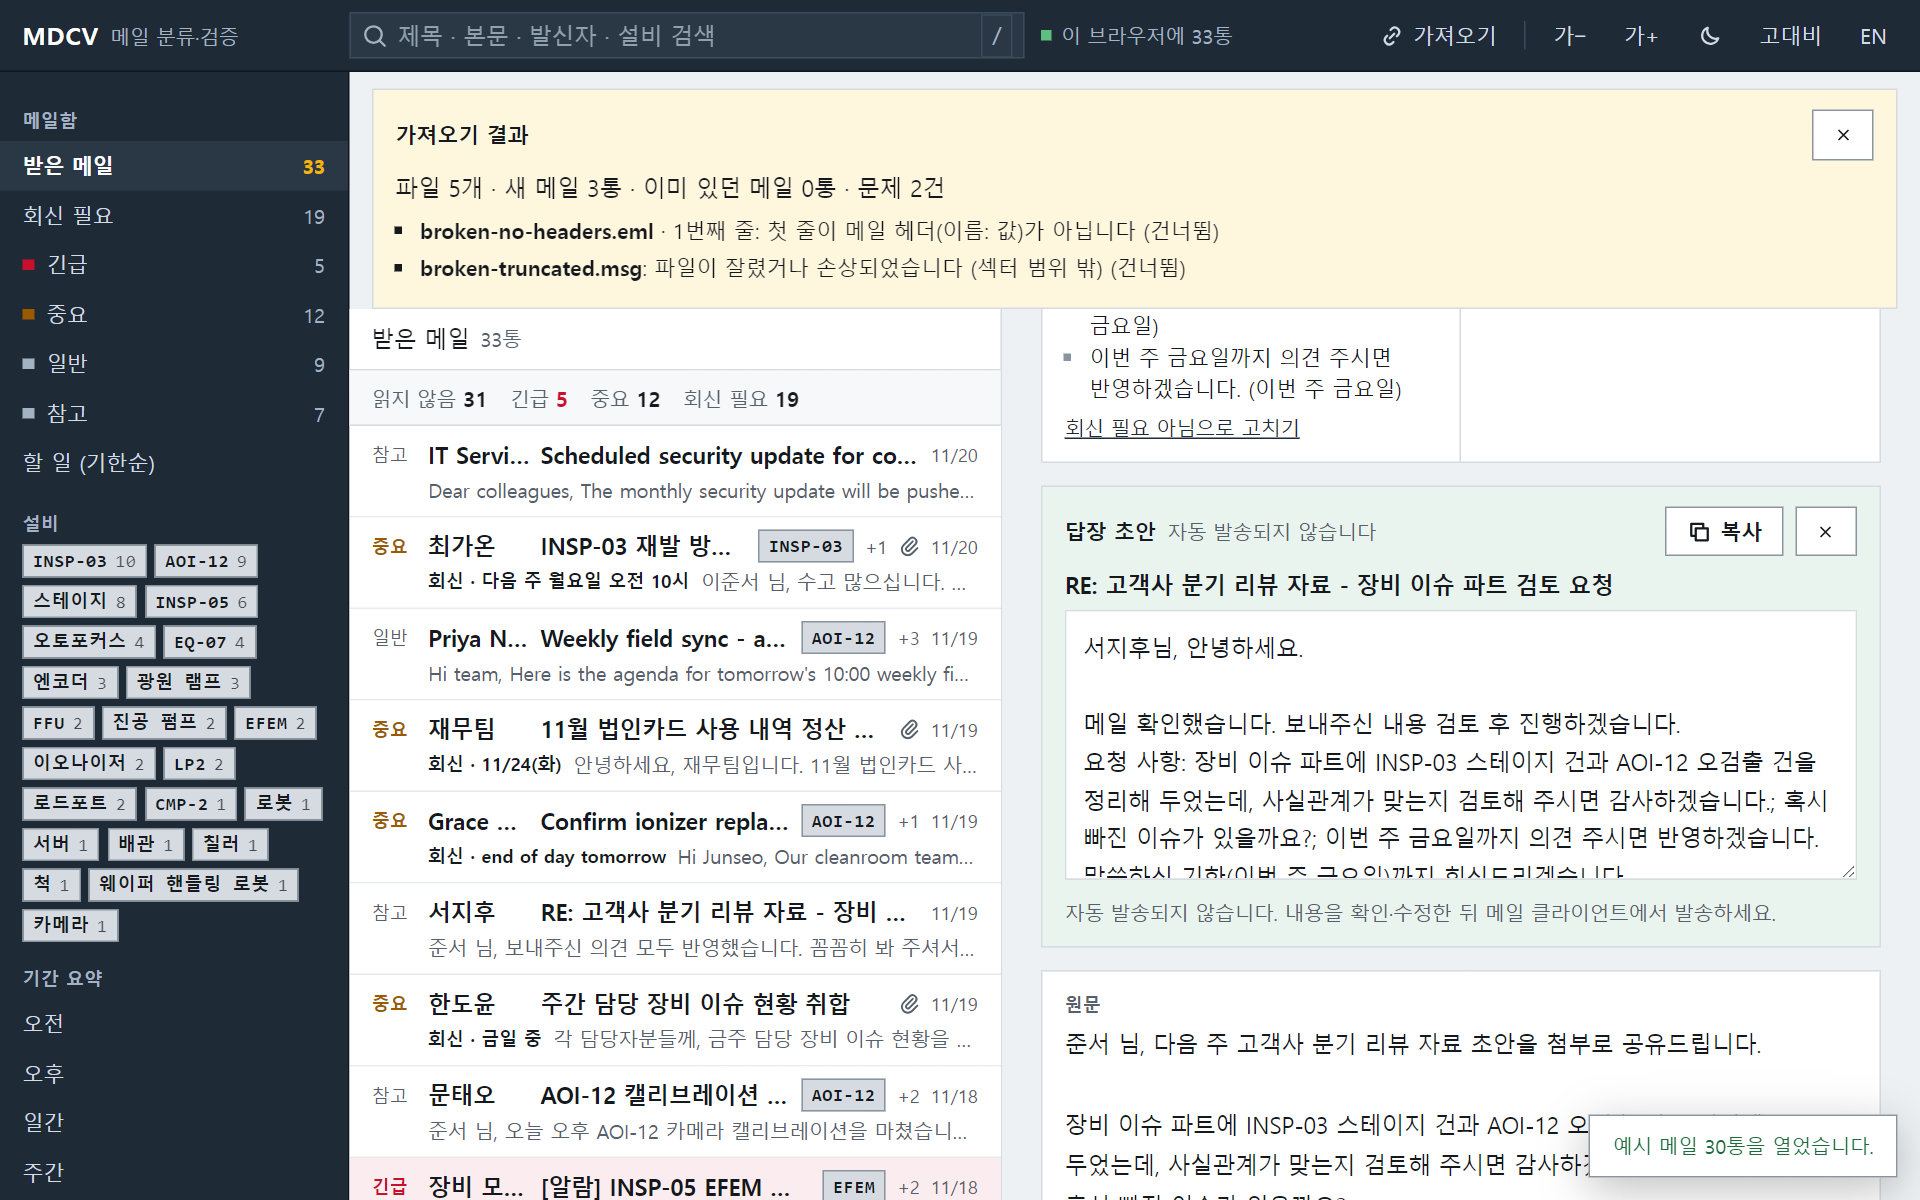 MDCV 메일 분류·검증
제목 · 본문 · 발신자 · 설비 검색 /
이 브라우저에 33통
가져오기
가−
가+
고대비
EN
메일함
받은 메일 33
회신 필요 19
긴급 5
중요 12
일반 9
참고 7
할 일 (기한순)
설비
INSP-03 10 AOI-12 9
스테이지 8 INSP-05 6
오토포커스 4 EQ-07 4
엔코더 3 광원 램프 3
FFU 2 진공 펌프 2 EFEM 2
이오나이저 2 LP2 2
로드포트 2 CMP-2 1 로봇 1
서버 1 배관 1 칠러 1
척 1 웨이퍼 핸들링 로봇 1
카메라 1
기간 요약
오전
오후
일간
주간
가져오기 결과
×
파일 5개 · 새 메일 3통 · 이미 있던 메일 0통 · 문제 2건
broken-no-headers.eml · 1번째 줄: 첫 줄이 메일 헤더(이름: 값)가 아닙니다 (건너뜀)
broken-truncated.msg: 파일이 잘렸거나 손상되었습니다 (섹터 범위 밖) (건너뜀)
받은 메일 33통
읽지 않음 31 긴급 5 중요 12 회신 필요 19
참고 IT Servi... Scheduled security update for co... 11/20
Dear colleagues, The monthly security update will be pushe...
중요 최가온 INSP-03 재발 방... INSP-03 +1 11/20
회신 · 다음 주 월요일 오전 10시 이준서 님, 수고 많으십니다. ...
일반 Priya N... Weekly field sync - a... AOI-12 +3 11/19
Hi team, Here is the agenda for tomorrow's 10:00 weekly fi...
중요 재무팀 11월 법인카드 사용 내역 정산 ... 11/19
회신 · 11/24(화) 안녕하세요, 재무팀입니다. 11월 법인카드 사...
중요 Grace ... Confirm ionizer repla... AOI-12 +1 11/19
회신 · end of day tomorrow Hi Junseo, Our cleanroom team...
참고 서지후 RE: 고객사 분기 리뷰 자료 - 장비 ... 11/19
준서 님, 보내주신 의견 모두 반영했습니다. 꼼꼼히 봐 주셔서...
중요 한도윤 주간 담당 장비 이슈 현황 취합 11/19
회신 · 금일 중 각 담당자분들께, 금주 담당 장비 이슈 현황을 ...
참고 문태오 AOI-12 캘리브레이션 ... AOI-12 +2 11/18
준서 님, 오늘 오후 AOI-12 카메라 캘리브레이션을 마쳤습니...
긴급 장비 모... [알람] INSP-05 EFEM ... EFEM +2 11/18
금요일)
이번 주 금요일까지 의견 주시면
반영하겠습니다. (이번 주 금요일)
회신 필요 아님으로 고치기
답장 초안 자동 발송되지 않습니다
복사
×
RE: 고객사 분기 리뷰 자료 - 장비 이슈 파트 검토 요청
서지후님, 안녕하세요.
메일 확인했습니다. 보내주신 내용 검토 후 진행하겠습니다.
요청 사항: 장비 이슈 파트에 INSP-03 스테이지 건과 AOI-12 오검출 건을
정리해 두었는데, 사실관계가 맞는지 검토해 주시면 감사하겠습니다.; 혹시
빠진 이슈가 있을까요?; 이번 주 금요일까지 의견 주시면 반영하겠습니다.
말씀하신 기한(이번 주 금요일)까지 회신드리겠습니다.
자동 발송되지 않습니다. 내용을 확인·수정한 뒤 메일 클라이언트에서 발송하세요.
원문
준서 님, 다음 주 고객사 분기 리뷰 자료 초안을 첨부로 공유드립니다.
장비 이슈 파트에 INSP-03 스테이지 건과 AOI-12
두었는데, 사실관계가 맞는지 검토해 주시면
예시 메일 30통을 열었습니다.